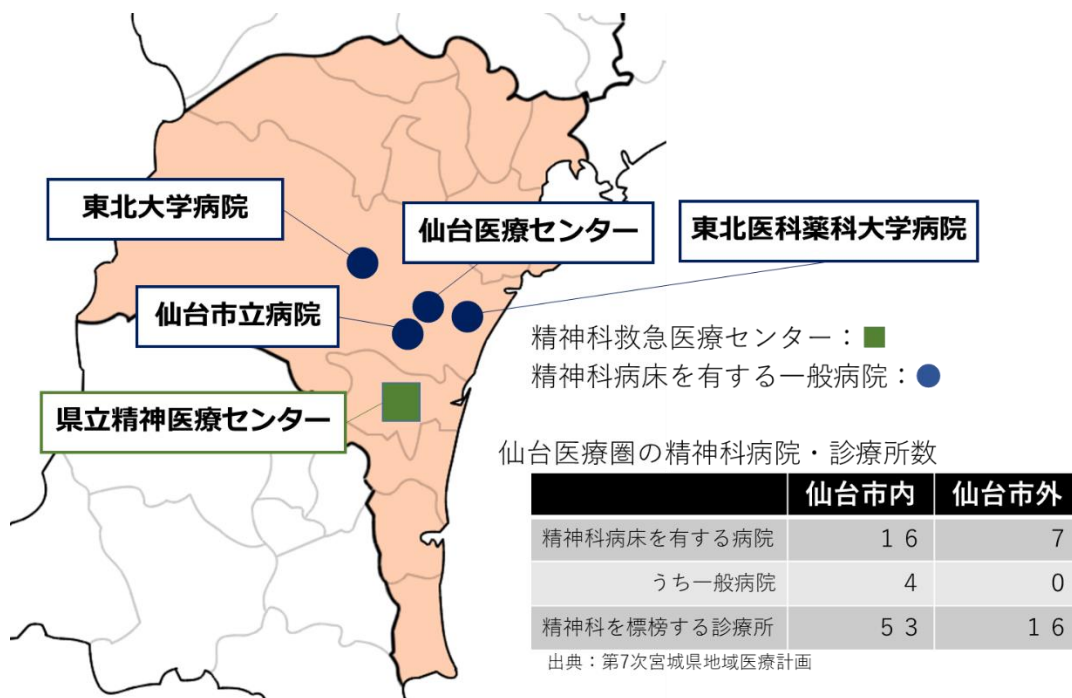 東北大学病院
仙台医療センター
東北医科薬科大学病院
仙台市立病院
精神科救急医療センター：■
精神科病床を有する一般病院：●
県立精神医療センター
仙台医療圏の精神科病院・診療所数
仙台市内 仙台市外
精神科病床を有する病院 １６ 7
うち一般病院 4 0
精神科を標榜する診療所 ５３ １６
出典：第7次宮城県地域医療計画